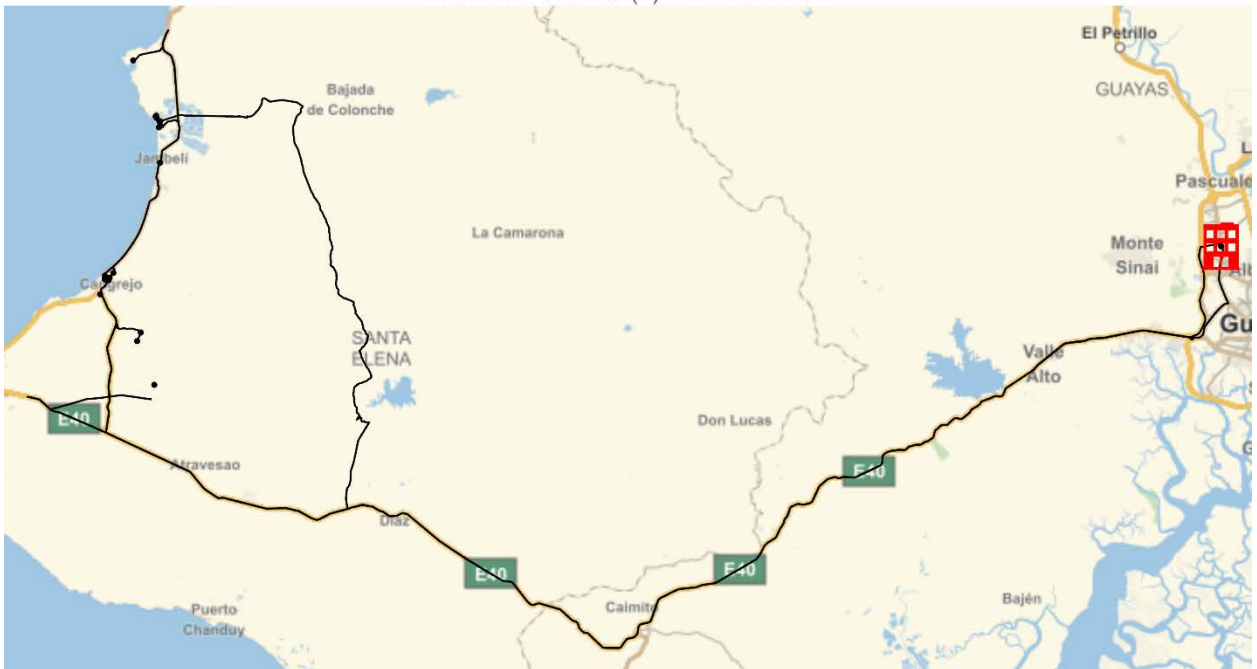 El Petrillo
GUAYAS
Bajada
de Colonche
Jambelí
Pascuale
La Camarona
Monte
Sinai
Cangrejo
SANTA
ELENA
Gu
Valle
Alto
E40
Don Lucas
Atravesao
E40
Díaz
E40
E40
Caimito
Bajén
Puerto
Chanduy